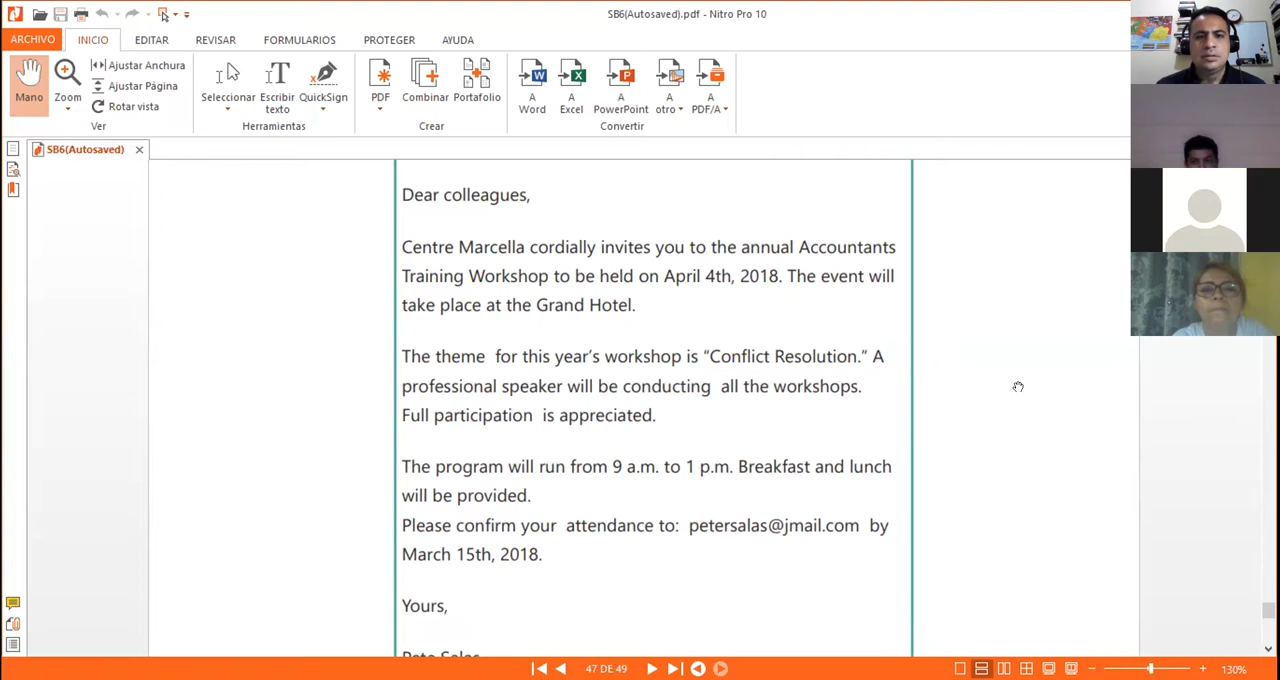 SB6(Autosaved).pdf - Nitro Pro 10
ARCHIVO INICIO EDITAR REVISAR FORMULARIOS PROTEGER AYUDA
Mano
Zoom
Ajustar Anchura
Ajustar Página
Rotar vista
Ver
Seleccionar
Escribir
texto
QuickSign
Herramientas
PDF
Combinar
Portafolio
Crear
A
Word
A
Excel
A
PowerPoint
A
otro
A
PDF/A
Convertir
SB6(Autosaved)
Dear colleagues,
Centre Marcella cordially invites you to the annual Accountants
Training Workshop to be held on April 4th, 2018. The event will
take place at the Grand Hotel.
The theme for this year's workshop is “Conflict Resolution.” A
professional speaker will be conducting all the workshops.
Full participation is appreciated.
The program will run from 9 a.m. to 1 p.m. Breakfast and lunch
will be provided.
Please confirm your attendance to: petersalas@jmail.com by
March 15th, 2018.
Yours,
Pete Salas
47 DE 49
130%